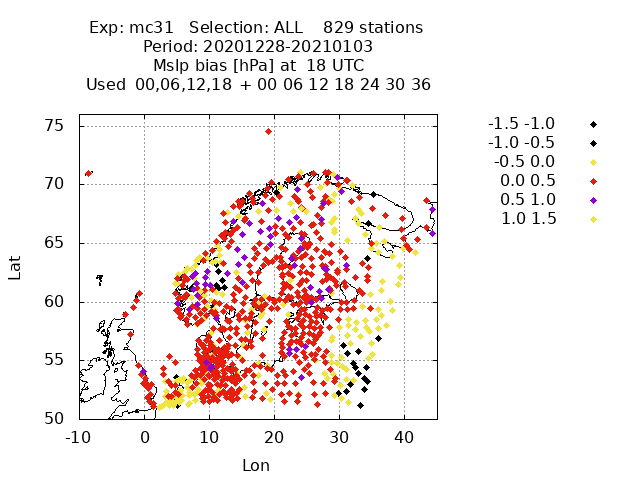 Exp: mc31 Selection: ALL 829 stations
Period: 20201228-20210103
Mslp bias [hPa] at 18 UTC
Used 00,06,12,18 + 00 06 12 18 24 30 36
75
70
65
60
55
50
Lat
-10 0 10 20 30 40
Lon
-1.5 -1.0
-1.0 -0.5
-0.5 0.0
0.0 0.5
0.5 1.0
1.0 1.5